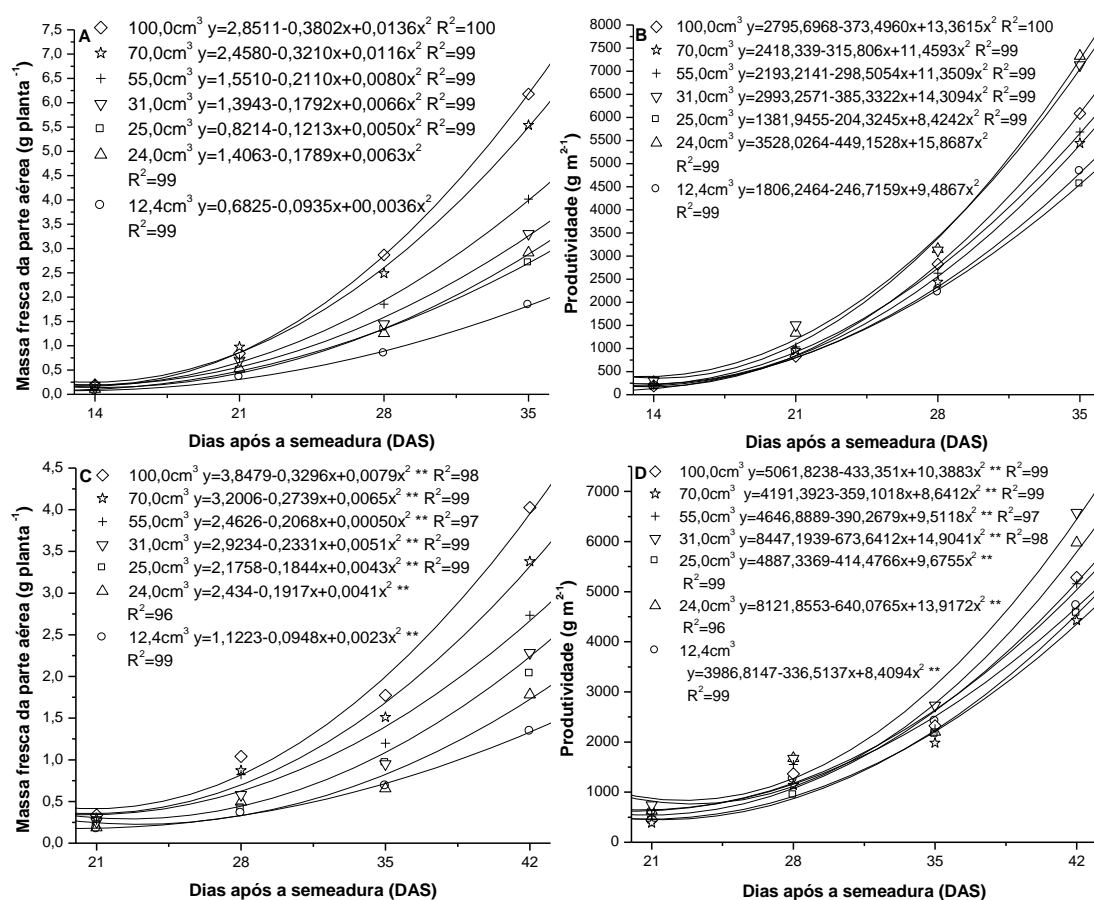 A
100,0cm³ y=2,8511-0,3802x+0,0136x² R²=100
70,0cm³ y=2,4580-0,3210x+0,0116x² R²=99
55,0cm³ y=1,5510-0,2110x+0,0080x² R²=99
31,0cm³ y=1,3943-0,1792x+0,0066x² R²=99
25,0cm³ y=0,8214-0,1213x+0,0050x² R²=99
24,0cm³ y=1,4063-0,1789x+0,0063x²
R²=99
12,4cm³ y=0,6825-0,0935x+00,0036x²
R²=99
Massa fresca da parte aérea (g planta⁻¹)
7,5
7,0
6,5
6,0
5,5
5,0
4,5
4,0
3,5
3,0
2,5
2,0
1,5
1,0
0,5
0,0
14 21 28 35
Dias após a semeadura (DAS)
B
100,0cm³ y=2795,6968-373,4960x+13,3615x² R²=100
70,0cm³ y=2418,339-315,806x+11,4593x² R²=99
55,0cm³ y=2193,2141-298,5054x+11,3509x² R²=99
31,0cm³ y=2993,2571-385,3322x+14,3094x² R²=99
25,0cm³ y=1381,9455-204,3245x+8,4242x² R²=99
24,0cm³ y=3528,0264-449,1528x+15,8687x²
R²=99
12,4cm³ y=1806,2464-246,7159x+9,4867x²
R²=99
Produtividade (g m²⁻¹)
8000
7500
7000
6500
6000
5500
5000
4500
4000
3500
3000
2500
2000
1500
1000
500
0
14 21 28 35
Dias após a semeadura (DAS)
C
100,0cm³ y=3,8479-0,3296x+0,0079x² ** R²=98
70,0cm³ y=3,2006-0,2739x+0,0065x² ** R²=99
55,0cm³ y=2,4626-0,2068x+0,00050x² ** R²=97
31,0cm³ y=2,9234-0,2331x+0,0051x² ** R²=99
25,0cm³ y=2,1758-0,1844x+0,0043x² ** R²=99
24,0cm³ y=2,434-0,1917x+0,0041x² **
R²=96
12,4cm³ y=1,1223-0,0948x+0,0023x² **
R²=99
Massa fresca da parte aérea (g planta⁻¹)
4,5
4,0
3,5
3,0
2,5
2,0
1,5
1,0
0,5
0,0
21 28 35 42
Dias após a semeadura (DAS)
D
100,0cm³ y=5061,8238-433,351x+10,3883x² ** R²=99
70,0cm³ y=4191,3923-359,1018x+8,6412x² ** R²=99
55,0cm³ y=4646,8889-390,2679x+9,5118x² ** R²=97
31,0cm³ y=8447,1939-673,6412x+14,9041x² ** R²=98
25,0cm³ y=4887,3369-414,4766x+9,6755x² **
R²=99
24,0cm³ y=8121,8553-640,0765x+13,9172x² **
R²=96
12,4cm³
y=3986,8147-336,5137x+8,4094x² **
R²=99
Produtividade (g m²⁻¹)
7000
6000
5000
4000
3000
2000
1000
0
21 28 35 42
Dias após a semeadura (DAS)